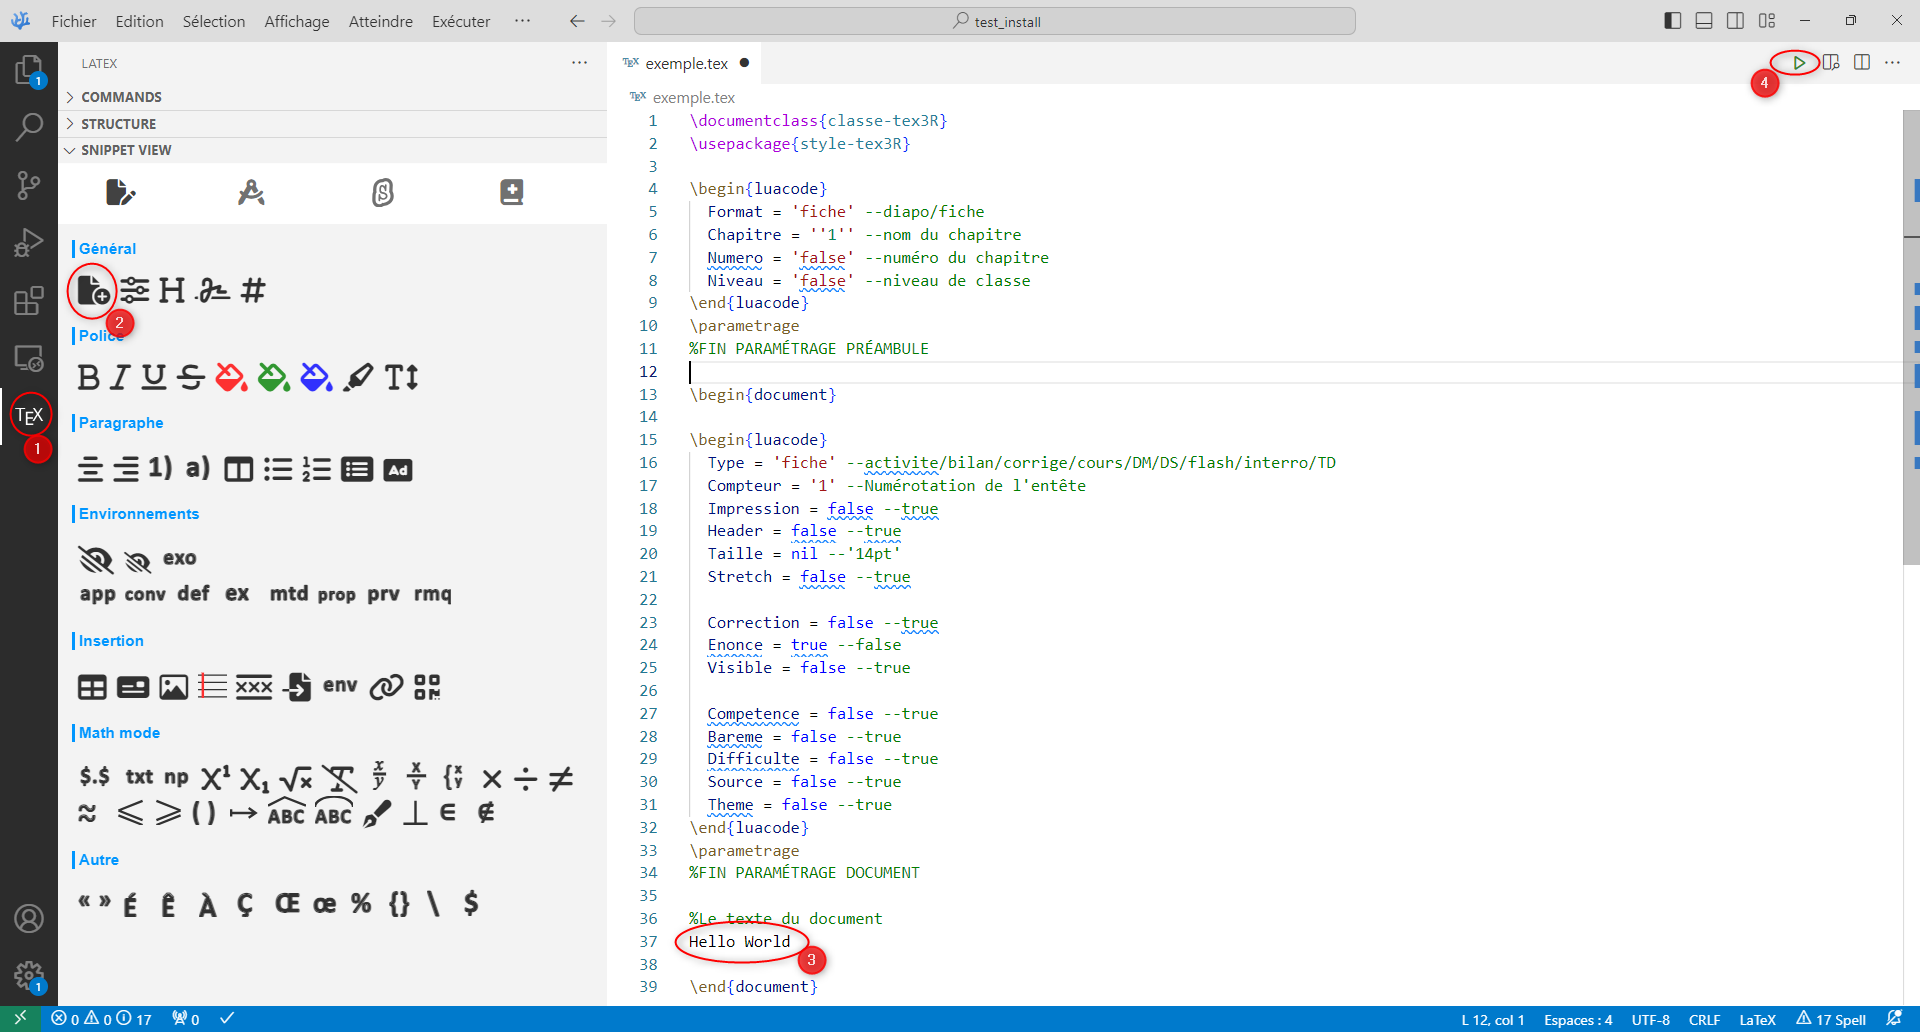 Fichier Edition Sélection Affichage Atteindre Exécuter ··· test_install
LATEX ···
COMMANDS
STRUCTURE
SNIPPET VIEW
Général
H #
2
Police
B I U S T
Paragraphe
1) a) Ad
Environnements
exo
app conv def ex mtd prop prv rmq
Insertion
xxx env
Math mode
$.$ txt np X¹ X₁ √x T x/y x/y {x y × ÷ ≠
≈ ⩽ ⩾ ( ) ↦ ABC ABC ⊥ ∈ ∉
Autre
« » É Ê À Ç Œ œ % {} \ $
1
TEX
1
1
TEX exemple.tex ●
4
TEX exemple.tex
1 \documentclass{classe-tex3R}
2 \usepackage{style-tex3R}
3
4 \begin{luacode}
5 Format = 'fiche' --diapo/fiche
6 Chapitre = ''1'' --nom du chapitre
7 Numero = 'false' --numéro du chapitre
8 Niveau = 'false' --niveau de classe
9 \end{luacode}
10 \parametrage
11 %FIN PARAMÉTRAGE PRÉAMBULE
12
13 \begin{document}
14
15 \begin{luacode}
16 Type = 'fiche' --activite/bilan/corrige/cours/DM/DS/flash/interro/TD
17 Compteur = '1' --Numérotation de l'entête
18 Impression = false --true
19 Header = false --true
20 Taille = nil --'14pt'
21 Stretch = false --true
22
23 Correction = false --true
24 Enonce = true --false
25 Visible = false --true
26
27 Competence = false --true
28 Bareme = false --true
29 Difficulte = false --true
30 Source = false --true
31 Theme = false --true
32 \end{luacode}
33 \parametrage
34 %FIN PARAMÉTRAGE DOCUMENT
35
36 %Le texte du document
37 Hello World
3
38
39 \end{document}
0 0 17 0 L 12, col 1 Espaces : 4 UTF-8 CRLF LaTeX 17 Spell